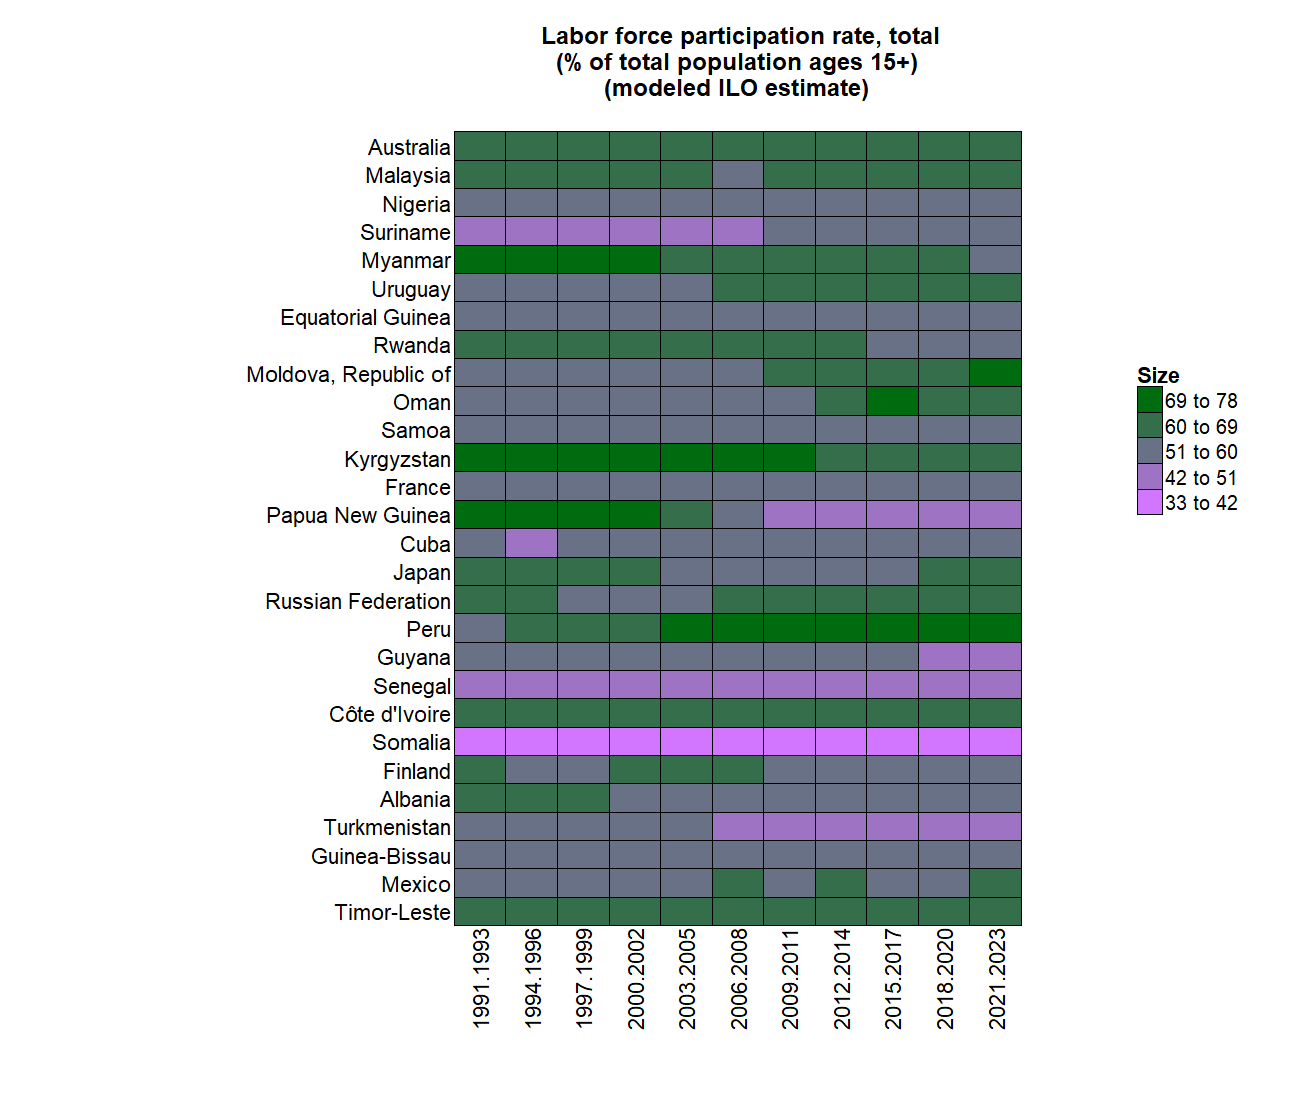 Labor force participation rate, total
(% of total population ages 15+)
(modeled ILO estimate)
Australia
Malaysia
Nigeria
Suriname
Myanmar
Uruguay
Equatorial Guinea
Rwanda
Moldova, Republic of
Oman
Samoa
Kyrgyzstan
France
Papua New Guinea
Cuba
Japan
Russian Federation
Peru
Guyana
Senegal
Côte d'Ivoire
Somalia
Finland
Albania
Turkmenistan
Guinea-Bissau
Mexico
Timor-Leste
1991.1993
1994.1996
1997.1999
2000.2002
2003.2005
2006.2008
2009.2011
2012.2014
2015.2017
2018.2020
2021.2023
Size
69 to 78
60 to 69
51 to 60
42 to 51
33 to 42